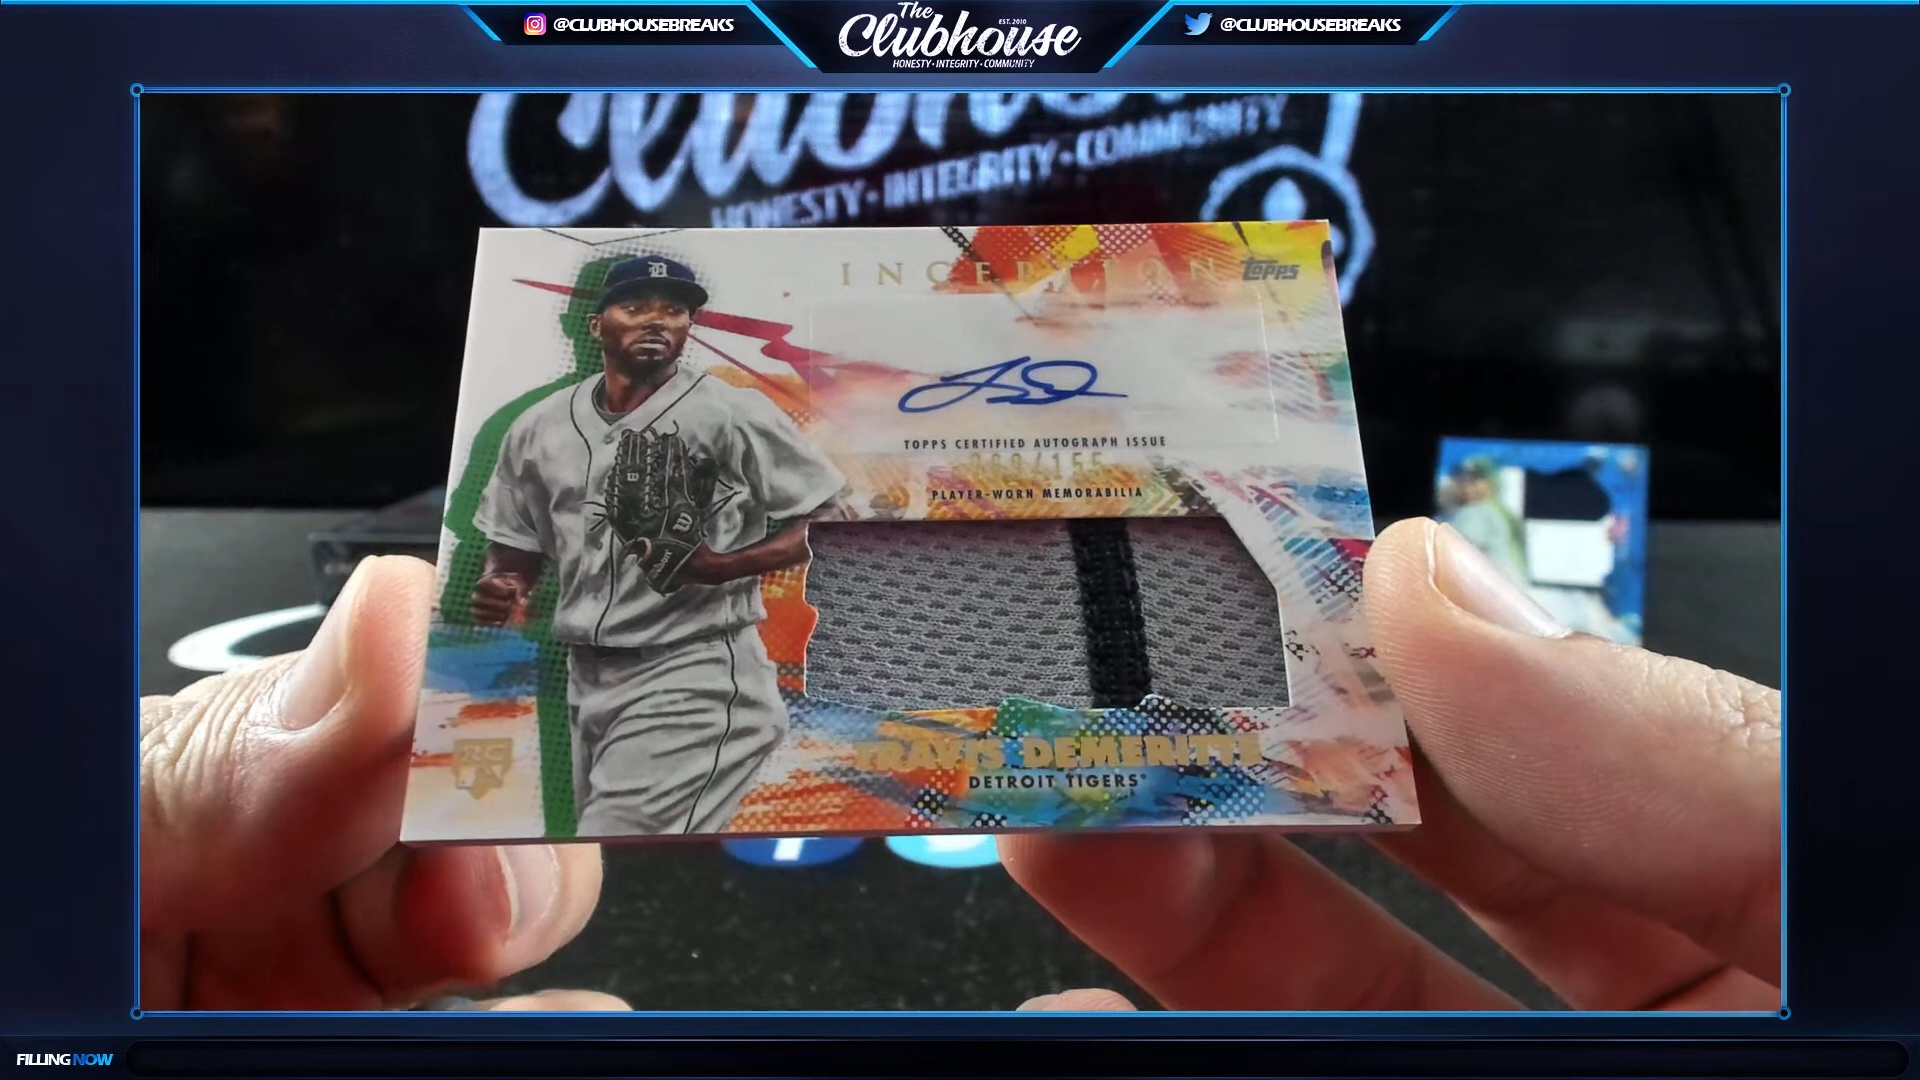 @CLUBHOUSEBREAKS
The
Clubhouse
EST. 2010
HONESTY • INTEGRITY • COMMUNITY
@CLUBHOUSEBREAKS
HONESTY • INTEGRITY • COMMUNITY
D
INCEPTION
Topps
TOPPS CERTIFIED AUTOGRAPH ISSUE
/155
PLAYER-WORN MEMORABILIA
W
RC
TRAVIS DEMERITTE
DETROIT TIGERS
FILLING NOW